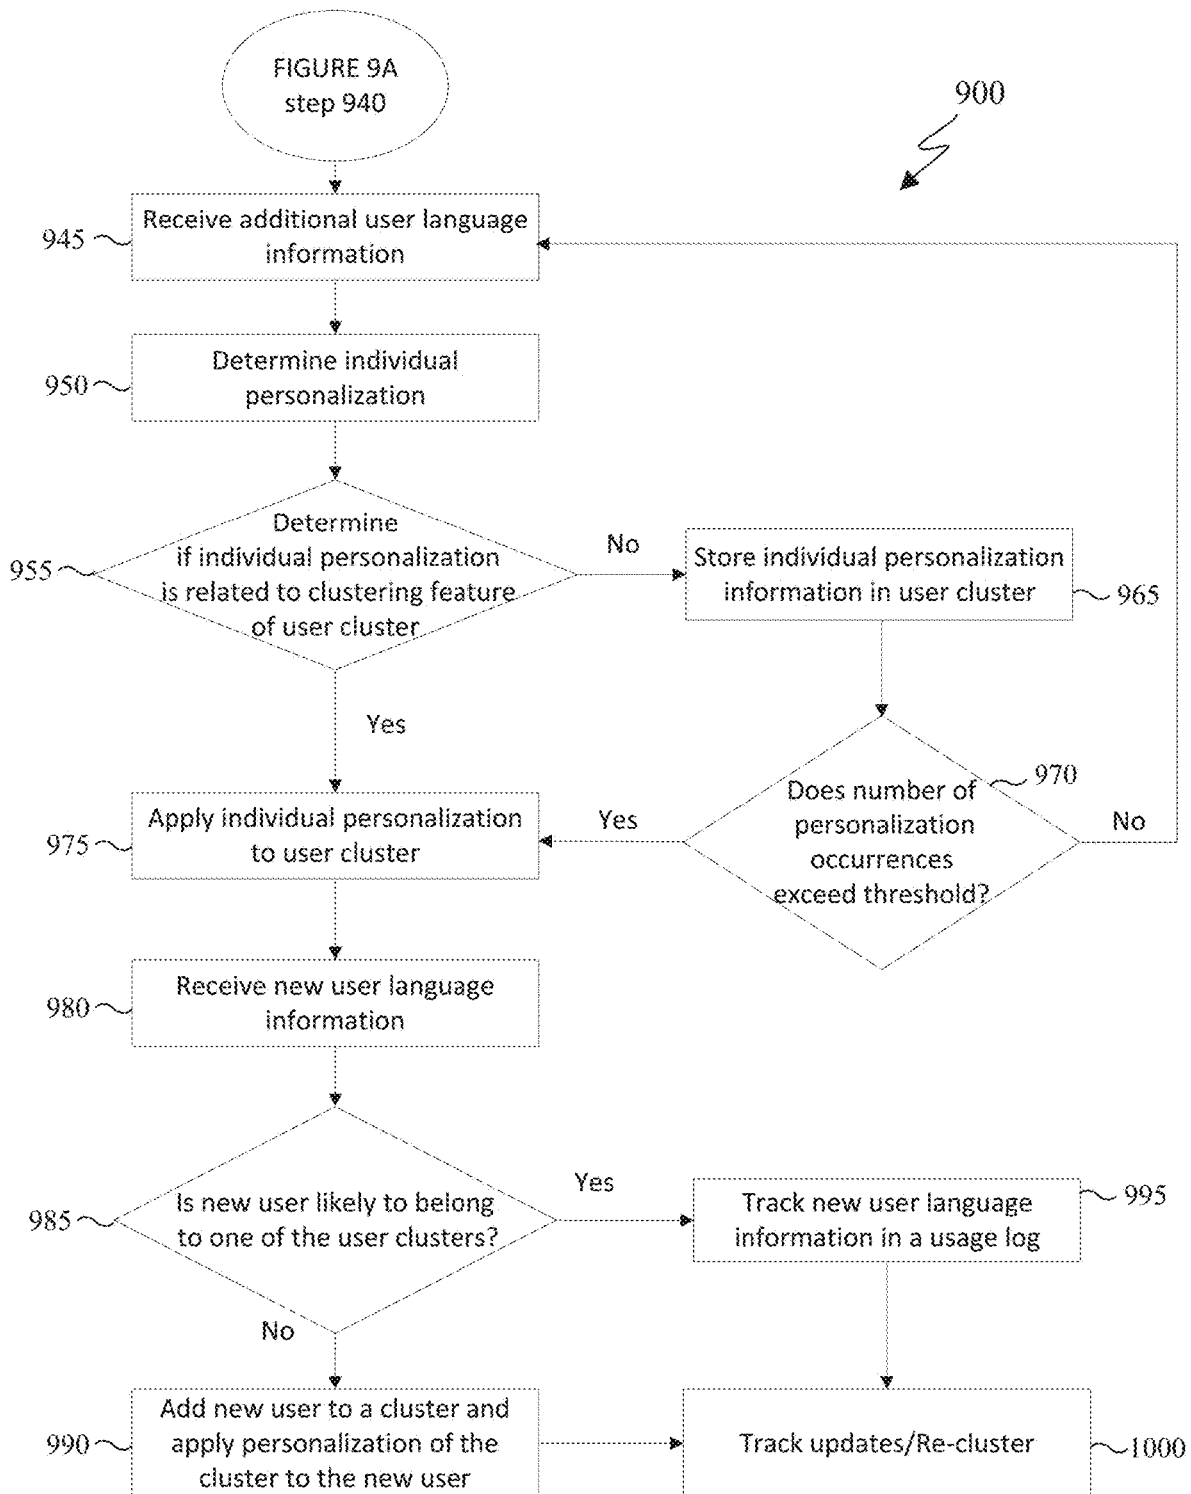 FIGURE 9A
step 940
900
Receive additional user language
information
945
Determine individual
personalization
950
Determine
if individual personalization
is related to clustering feature
of user cluster
955
No
Store individual personalization
information in user cluster
965
Yes
Does number of
personalization
occurrences
exceed threshold?
970
Yes
No
Apply individual personalization
to user cluster
975
Receive new user language
information
980
Is new user likely to belong
to one of the user clusters?
985
Yes
Track new user language
information in a usage log
995
No
Add new user to a cluster and
apply personalization of the
cluster to the new user
990
Track updates/Re-cluster
1000